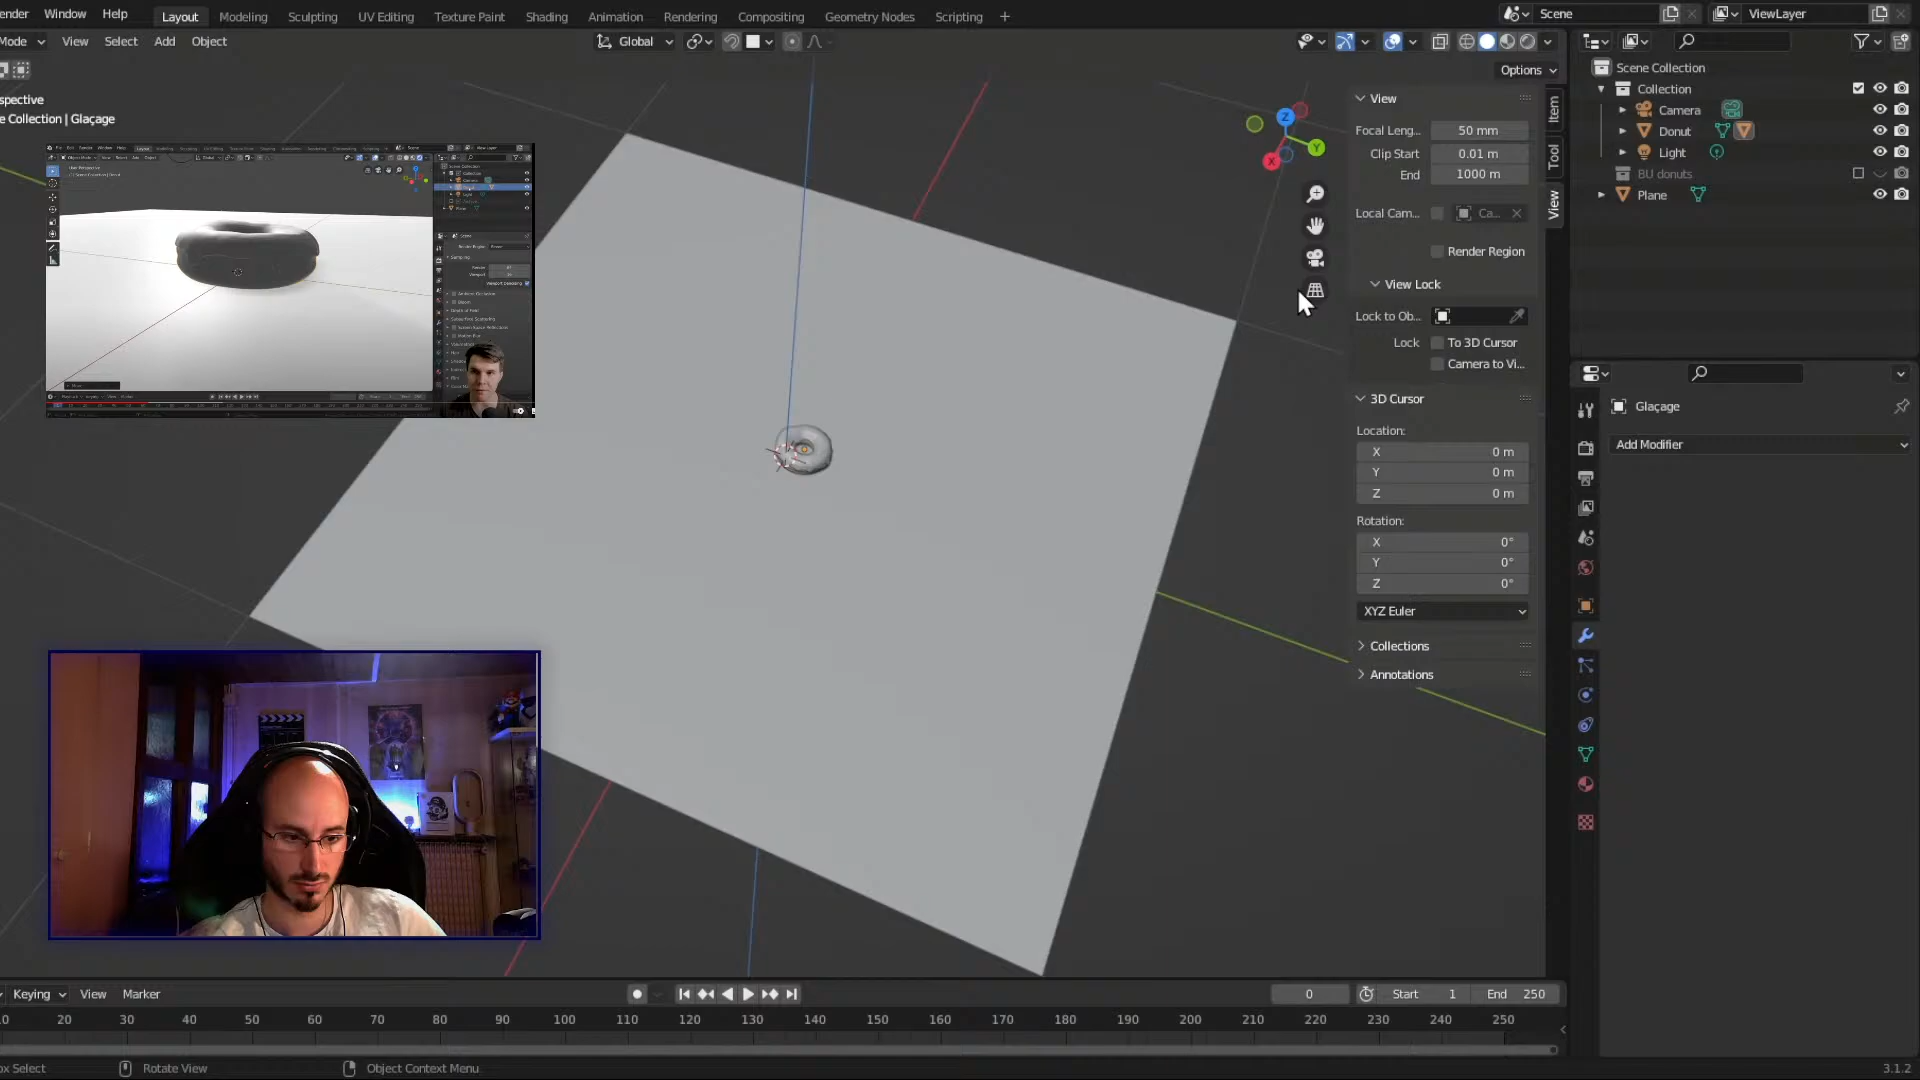 ender Window Help Layout Modeling Sculpting UV Editing Texture Paint Shading Animation Rendering Compositing Geometry Nodes Scripting + Scene ViewLayer
Mode View Select Add Object Global
Options
spective
e Collection | Glaçage
View
Focal Leng... 50 mm
Clip Start 0.01 m
End 1000 m
Local Cam... Ca...
Render Region
View Lock
Lock to Ob...
Lock To 3D Cursor
Camera to Vi...
3D Cursor
Location:
X 0 m
Y 0 m
Z 0 m
Rotation:
X 0°
Y 0°
Z 0°
XYZ Euler
Collections
Annotations
Item
Tool
View
Z
Y
X
Scene Collection
Collection
Camera
Donut
Light
BU donuts
Plane
Glaçage
Add Modifier
Keying View Marker 0 Start 1 End 250
0 20 30 40 50 60 70 80 90 100 110 120 130 140 150 160 170 180 190 200 210 220 230 240 250
ox Select Rotate View Object Context Menu 3.1.2